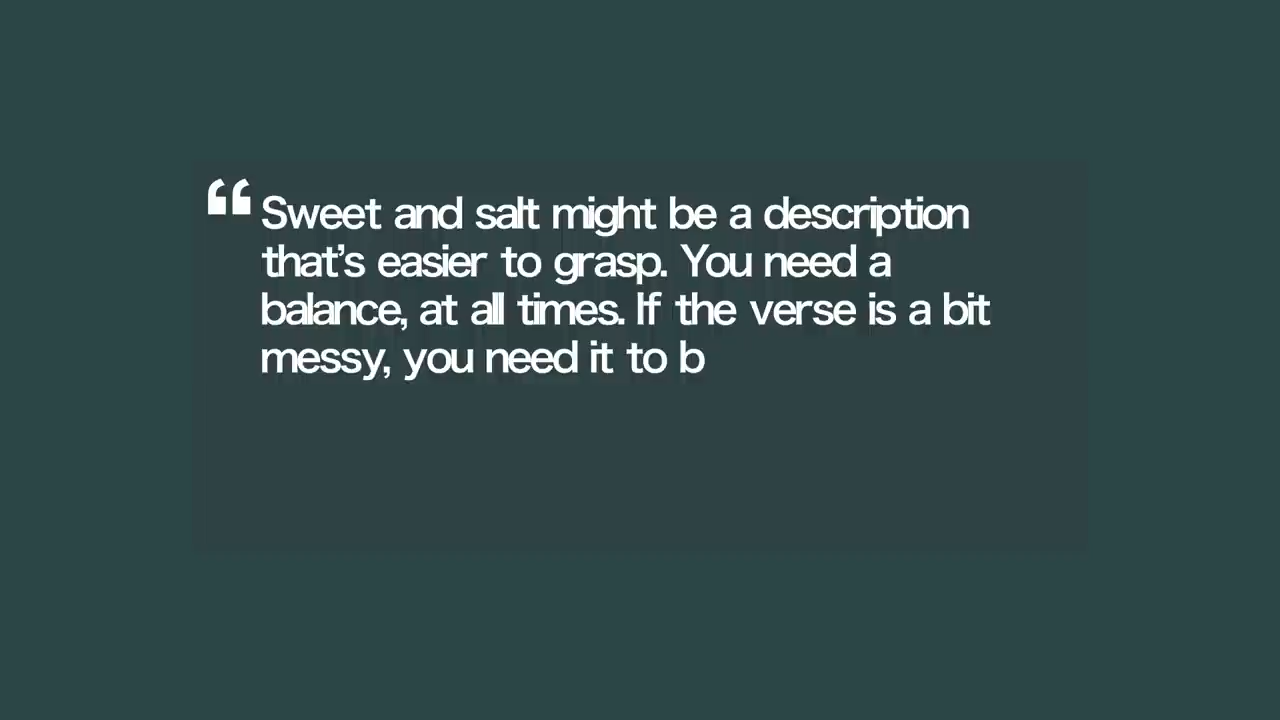 “Sweet and salt might be a description
that’s easier to grasp. You need a
balance, at all times. If the verse is a bit
messy, you need it to b